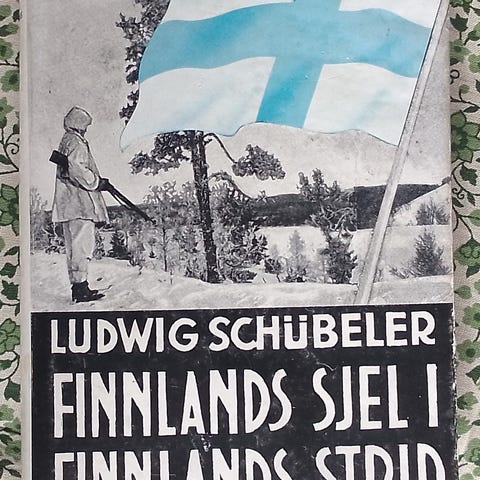 LUDWIG SCHÜBELER
FINNLANDS SJEL I
FINNLANDS STRID